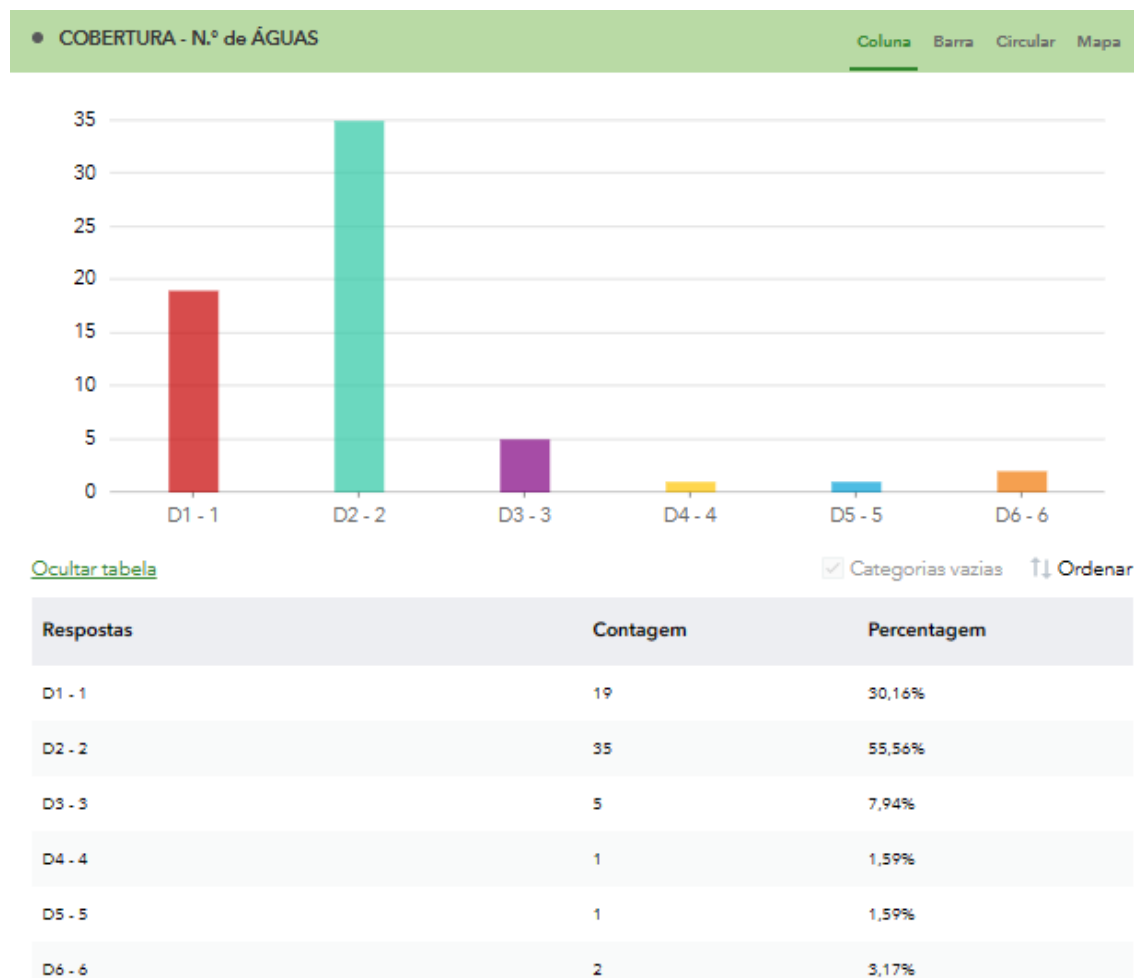 COBERTURA - N.º de ÁGUAS
Coluna Barra Circular Mapa
35
30
25
20
15
10
5
0
D1 - 1 D2 - 2 D3 - 3 D4 - 4 D5 - 5 D6 - 6
Ocultar tabela Categorias vazias Ordenar
Respostas Contagem Percentagem
D1 - 1 19 30,16%
D2 - 2 35 55,56%
D3 - 3 5 7,94%
D4 - 4 1 1,59%
D5 - 5 1 1,59%
D6 - 6 2 3,17%